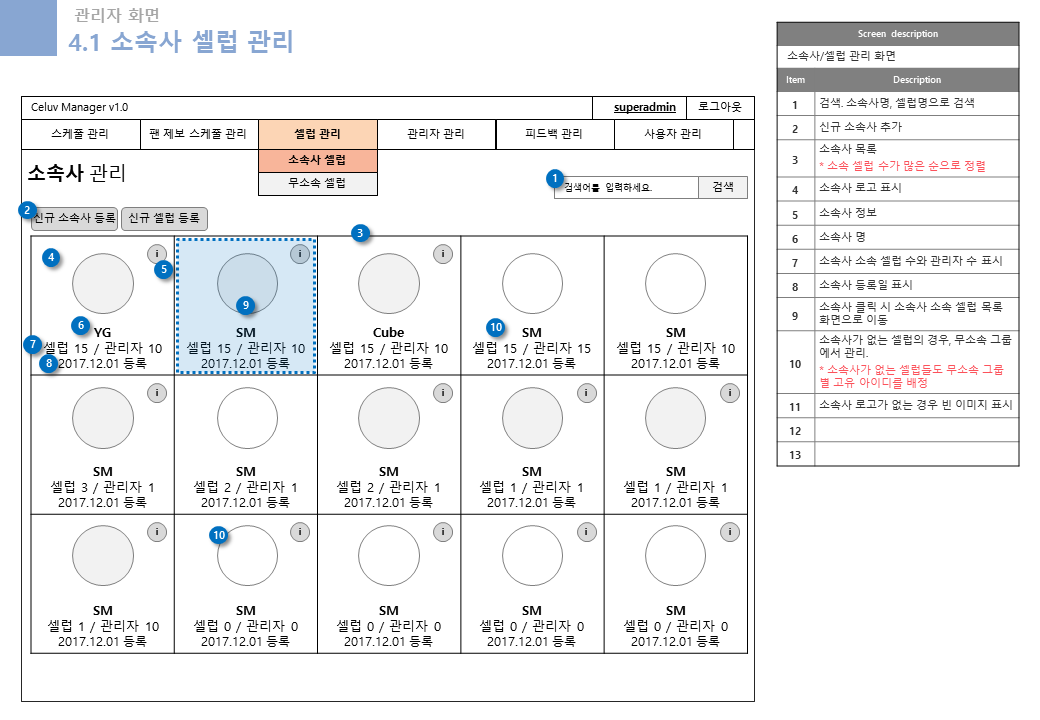 관리자 화면
4.1 소속사 셀럽 관리
Celuv Manager v1.0
superadmin
로그아웃
스케쥴 관리
팬 제보 스케쥴 관리
셀럽 관리
관리자 관리
피드백 관리
사용자 관리
소속사 셀럽
무소속 셀럽
소속사 관리
1
검색어를 입력하세요.
검색
2
신규 소속사 등록
신규 셀럽 등록
3
4
i
5
6
YG
7
셀럽 15 / 관리자 10
8
2017.12.01 등록
i
9
SM
셀럽 15 / 관리자 10
2017.12.01 등록
i
Cube
셀럽 15 / 관리자 10
2017.12.01 등록
10
SM
셀럽 15 / 관리자 15
2017.12.01 등록
SM
셀럽 15 / 관리자 10
2017.12.01 등록
i
SM
셀럽 3 / 관리자 1
2017.12.01 등록
SM
셀럽 2 / 관리자 1
2017.12.01 등록
i
SM
셀럽 2 / 관리자 1
2017.12.01 등록
i
SM
셀럽 1 / 관리자 1
2017.12.01 등록
i
SM
셀럽 1 / 관리자 1
2017.12.01 등록
i
SM
셀럽 1 / 관리자 10
2017.12.01 등록
i
10
SM
셀럽 0 / 관리자 0
2017.12.01 등록
i
SM
셀럽 0 / 관리자 0
2017.12.01 등록
i
SM
셀럽 0 / 관리자 0
2017.12.01 등록
i
SM
셀럽 0 / 관리자 0
2017.12.01 등록
Screen description
소속사/셀럽 관리 화면
Item Description
1 검색. 소속사명, 셀럽명으로 검색
2 신규 소속사 추가
3 소속사 목록
* 소속 셀럽 수가 많은 순으로 정렬
4 소속사 로고 표시
5 소속사 정보
6 소속사 명
7 소속사 소속 셀럽 수와 관리자 수 표시
8 소속사 등록일 표시
9 소속사 클릭 시 소속사 소속 셀럽 목록
화면으로 이동
10 소속사가 없는 셀럽의 경우, 무소속 그룹
에서 관리.
* 소속사가 없는 셀럽들도 무소속 그룹
별 고유 아이디를 배정
11 소속사 로고가 없는 경우 빈 이미지 표시
12
13